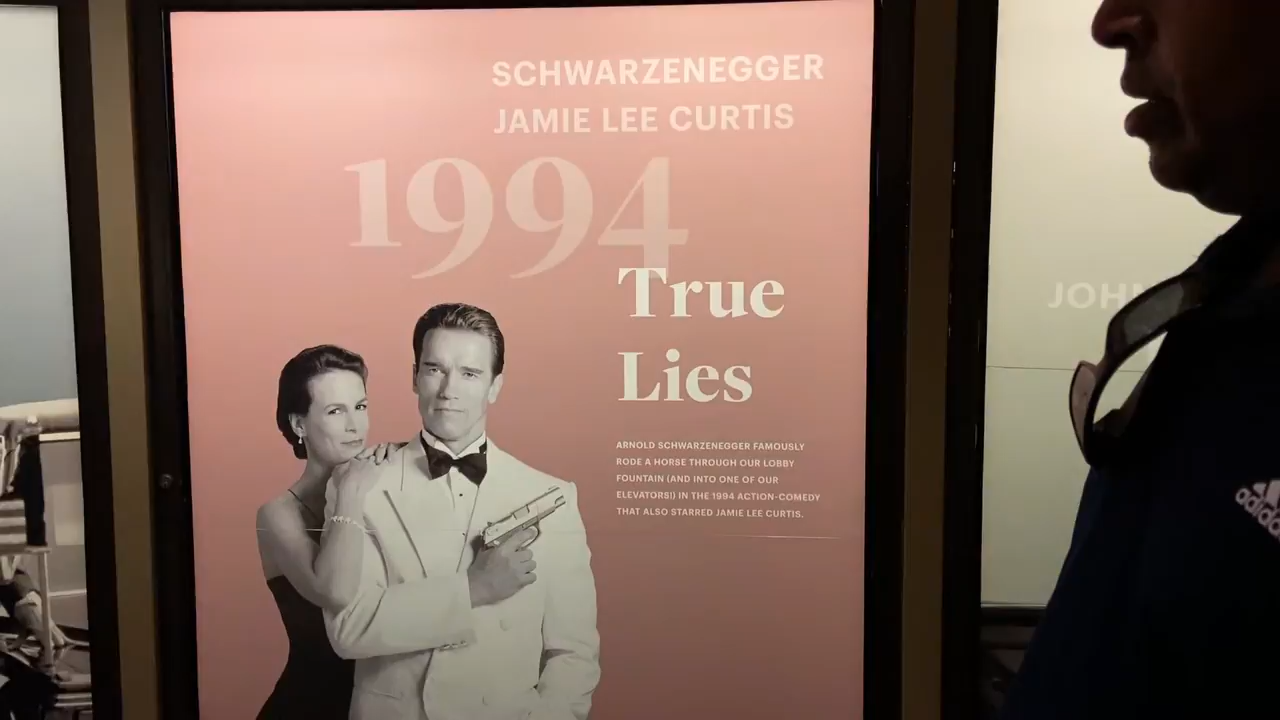 SCHWARZENEGGER
JAMIE LEE CURTIS
1994
True
Lies
ARNOLD SCHWARZENEGGER FAMOUSLY
RODE A HORSE THROUGH OUR LOBBY
FOUNTAIN (AND INTO ONE OF OUR
ELEVATORS!) IN THE 1994 ACTION-COMEDY
THAT ALSO STARRED JAMIE LEE CURTIS.
adidas